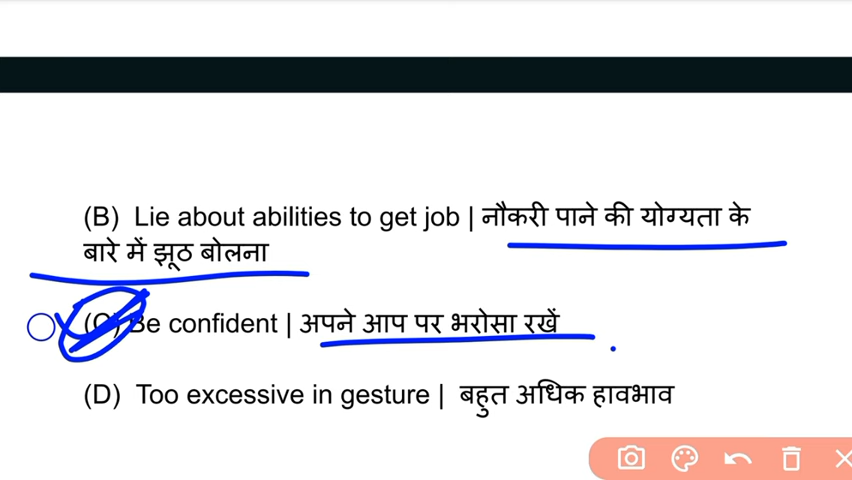 (B) Lie about abilities to get job | नौकरी पाने की योग्यता के
बारे में झूठ बोलना
(C) Be confident | अपने आप पर भरोसा रखें
(D) Too excessive in gesture | बहुत अधिक हावभाव